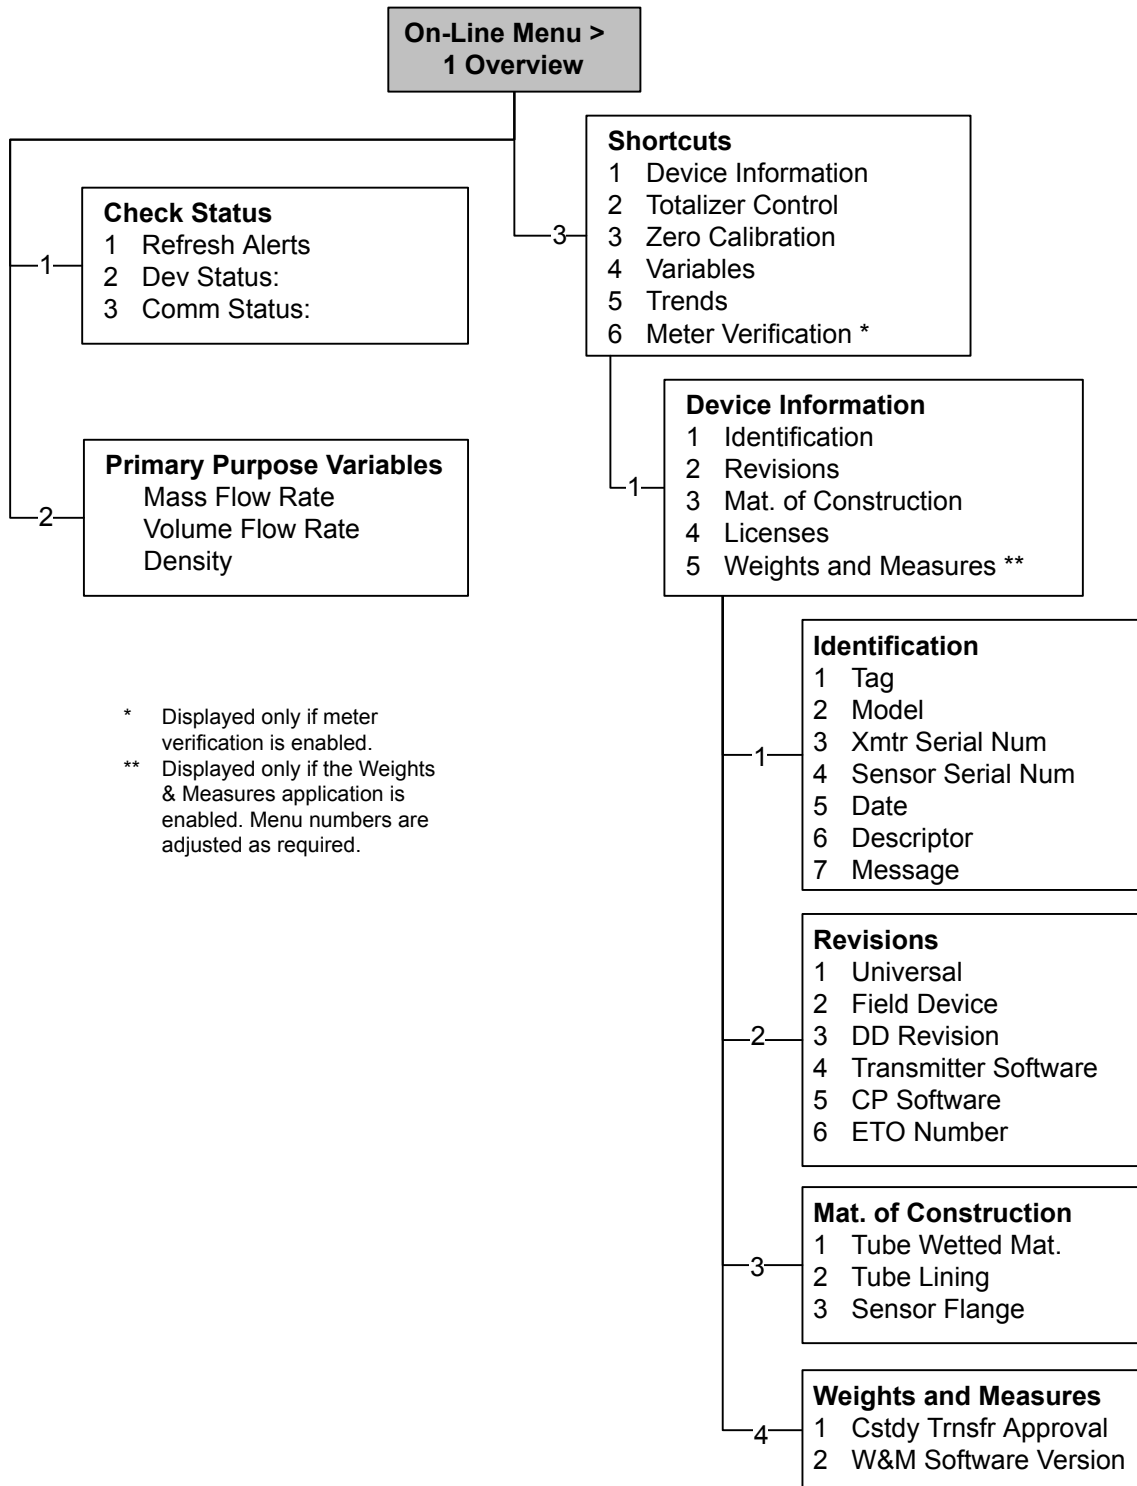 On-Line Menu >
1 Overview
Shortcuts
1 Device Information
2 Totalizer Control
3 Zero Calibration
4 Variables
5 Trends
6 Meter Verification *
3
Check Status
1 Refresh Alerts
2 Dev Status:
3 Comm Status:
1
Device Information
1 Identification
2 Revisions
3 Mat. of Construction
4 Licenses
5 Weights and Measures **
1
Primary Purpose Variables
Mass Flow Rate
Volume Flow Rate
Density
2
Identification
1 Tag
2 Model
3 Xmtr Serial Num
4 Sensor Serial Num
5 Date
6 Descriptor
7 Message
1
* Displayed only if meter
verification is enabled.
** Displayed only if the Weights
& Measures application is
enabled. Menu numbers are
adjusted as required.
Revisions
1 Universal
2 Field Device
3 DD Revision
4 Transmitter Software
5 CP Software
6 ETO Number
2
Mat. of Construction
1 Tube Wetted Mat.
2 Tube Lining
3 Sensor Flange
3
Weights and Measures
1 Cstdy Trnsfr Approval
2 W&M Software Version
4